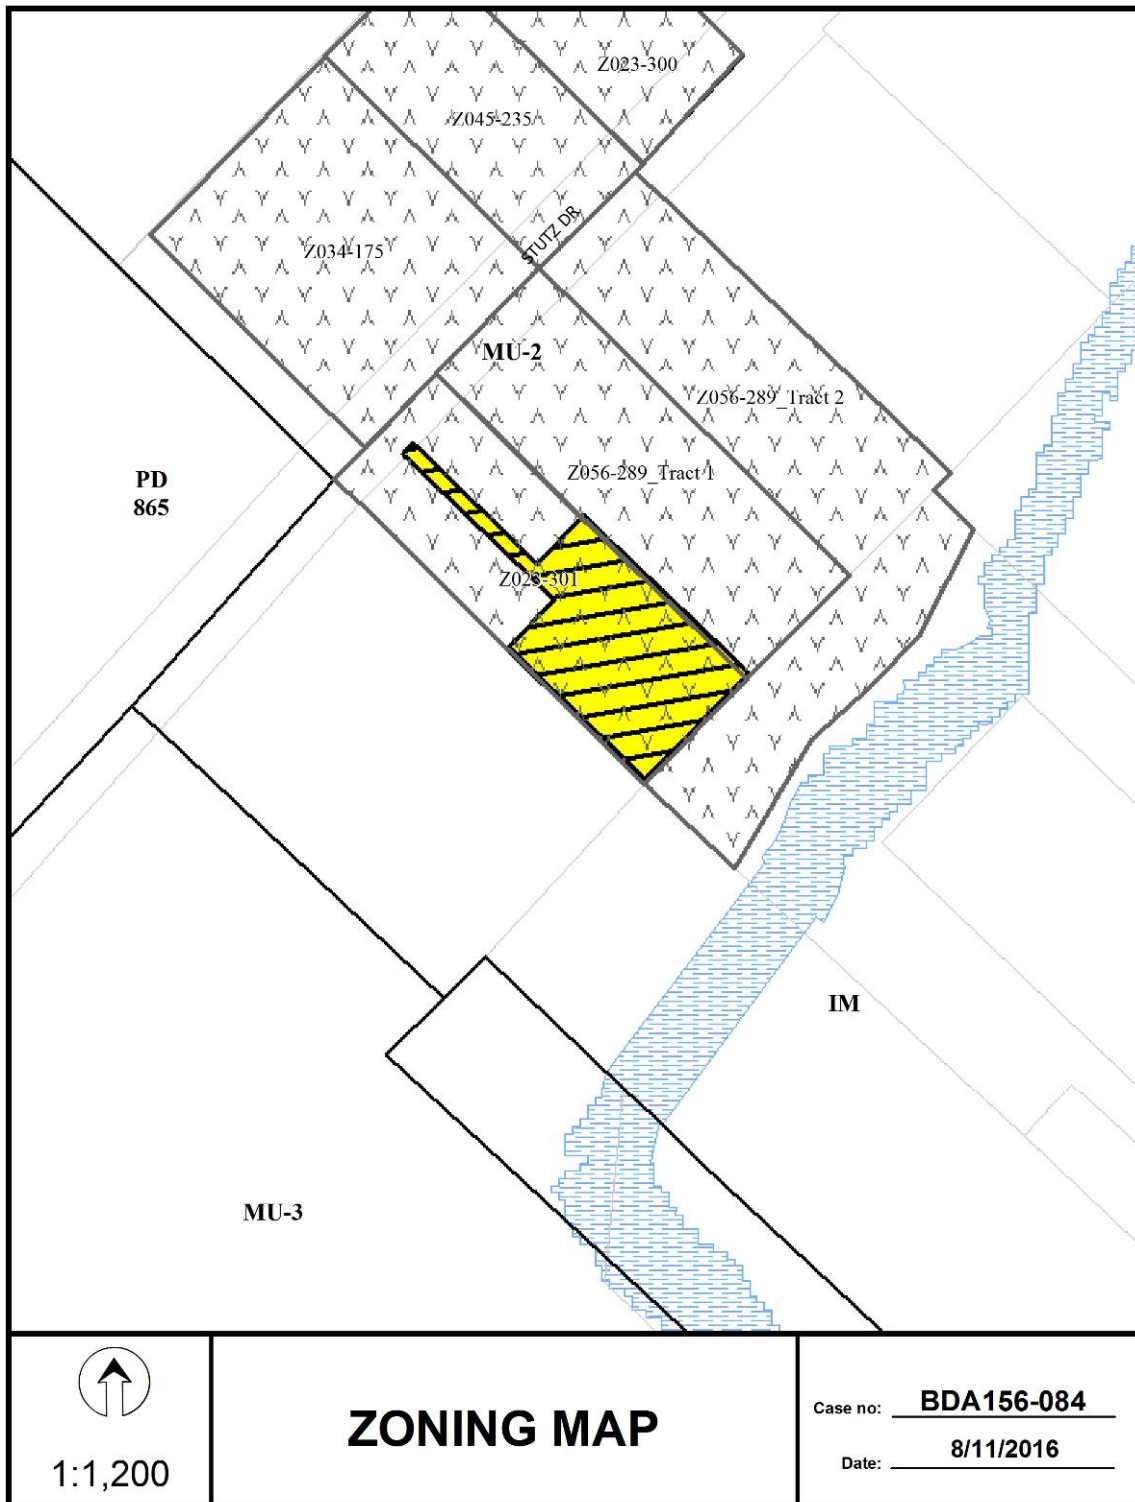 Z023-300
Z045-235
STUTZ DR
Z034-175
MU-2
Z056-289_Tract 2
Z056-289_Tract 1
PD
865
Z023-301
IM
MU-3
1:1,200
ZONING MAP
Case no: BDA156-084
Date: 8/11/2016